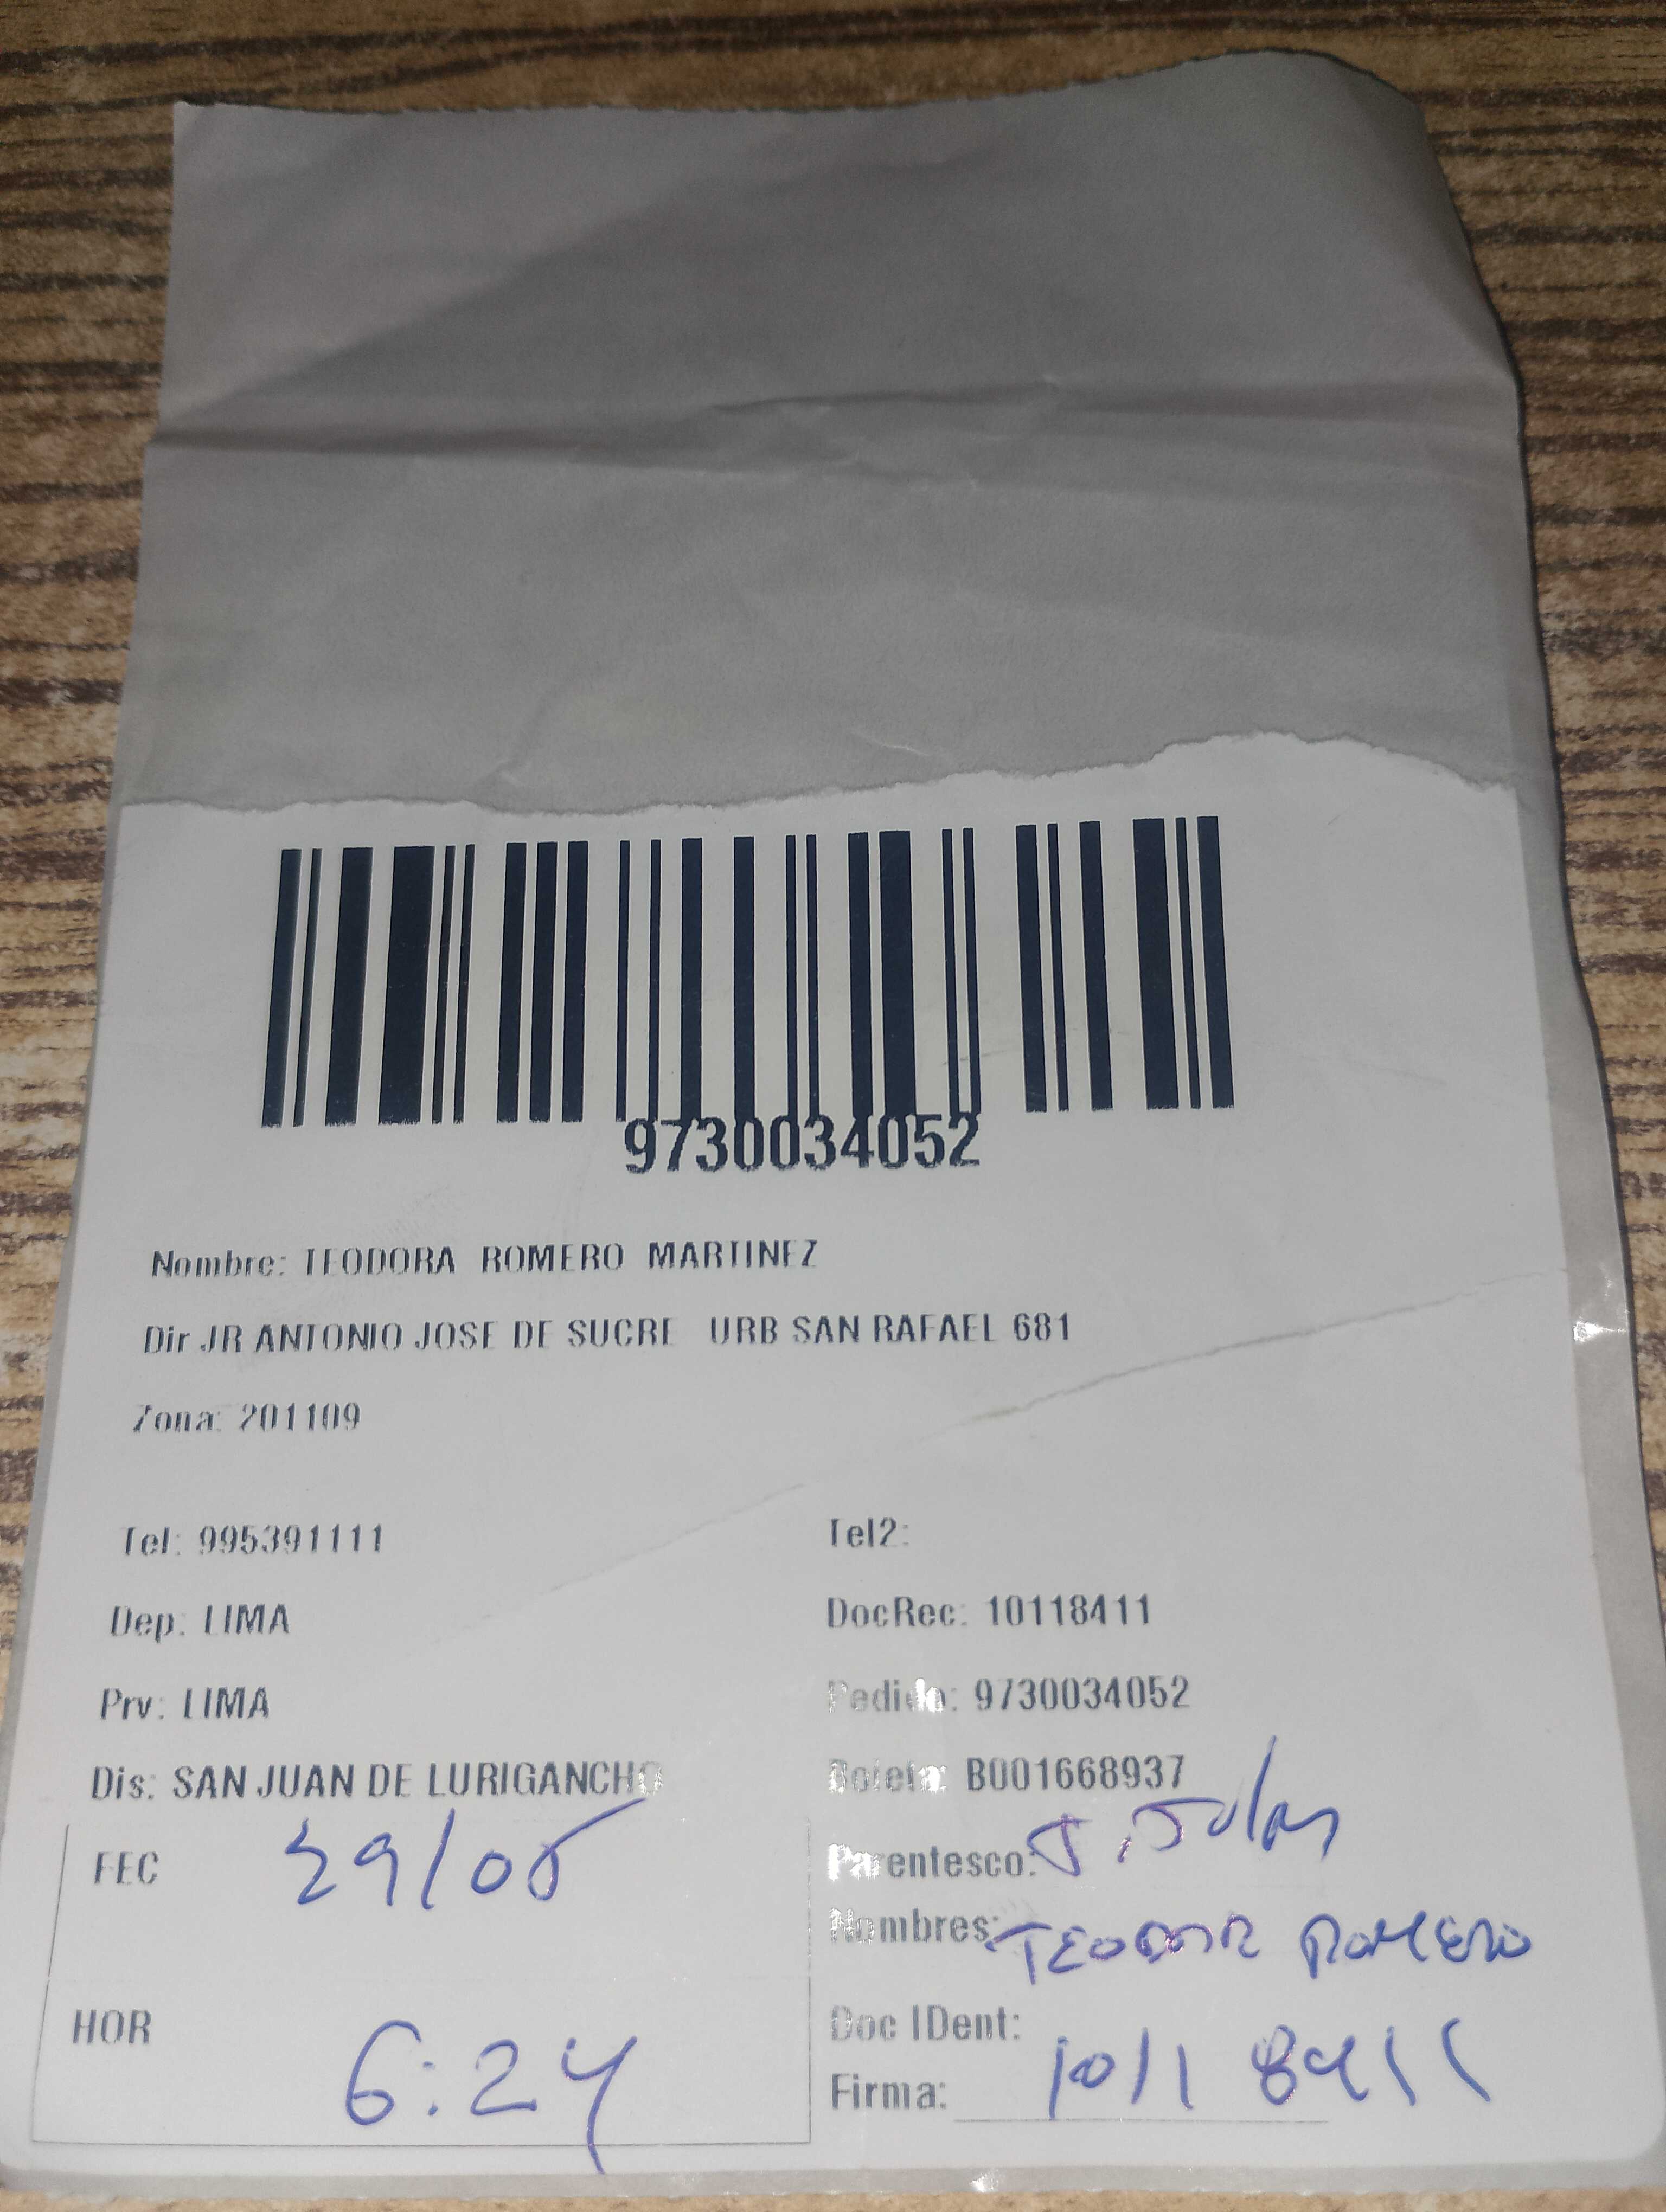 9730034052
Nombre: TEODORA ROMERO MARTINEZ
Dir JR ANTONIO JOSE DE SUCRE URB SAN RAFAEL 681
Zona: 201109
Tel: 995391111
Tel2:
Dep: LIMA
DocRec: 10118411
Prv: LIMA
Pedido: 9730034052
Dis: SAN JUAN DE LURIGANCHO
Boleta: B001668937
FEC 29/05
Parentesco:
Nombres: TEODOR ROMERO
HOR 6:24
Doc IDent: 10118411
Firma: